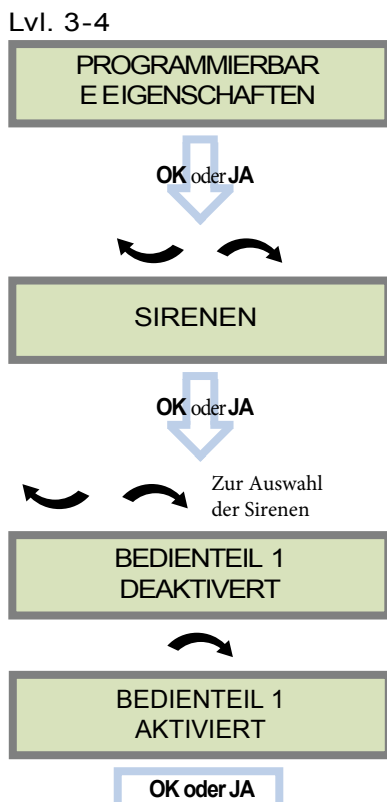 Lvl. 3-4
PROGRAMMIERBAR
E EIGENSCHAFTEN
OK oder JA
SIRENEN
OK oder JA
Zur Auswahl
der Sirenen
BEDIENTEIL 1
DEAKTIVERT
BEDIENTEIL 1
AKTIVIERT
OK oder JA